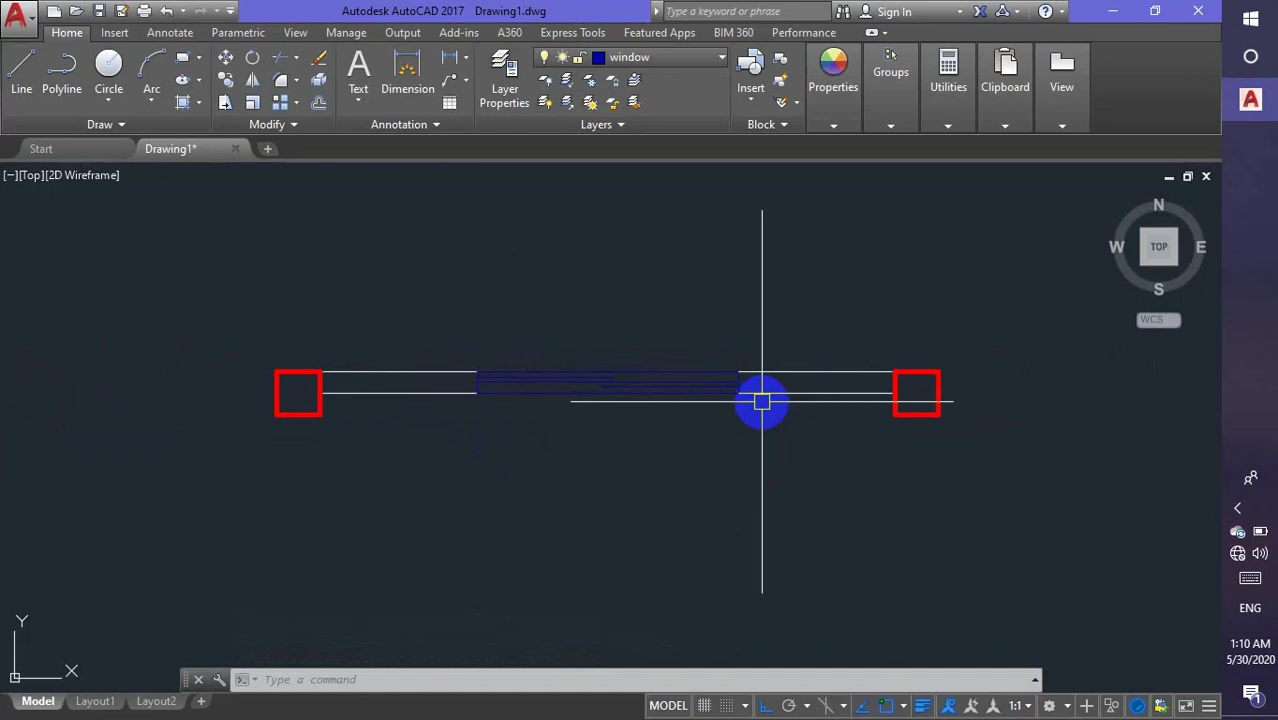 Autodesk AutoCAD 2017 Drawing1.dwg
Type a keyword or phrase
Sign In
Home Insert Annotate Parametric View Manage Output Add-ins A360 Express Tools Featured Apps BIM 360 Performance
window
Line Polyline Circle Arc
Text Dimension
Layer Properties
Insert Properties Groups Utilities Clipboard View
Draw Modify Annotation Layers Block
Start Drawing1*
[−][Top][2D Wireframe]
N
W TOP E
S
WCS
Y
X
Type a command
Model Layout1 Layout2
MODEL
1:1
ENG
1:10 AM
5/30/2020
1